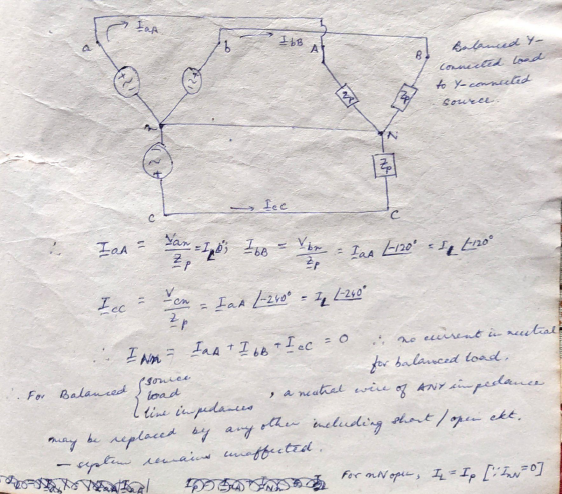 a
I_aA
b
I_bB
A
B
Balanced Y-
connected load
to Y-connected
source.
Zp
Zp
n
N
Zp
c
I_cC
C
∴ I_aA = V_an/Z_p = I_L∠0°; I_bB = V_bn/Z_p = I_aA ∠-120° = I_L ∠-120°
I_cC = V_cn/Z_p = I_aA ∠-240° = I_L ∠-240°
∴ I_Nn = I_aA + I_bB + I_cC = 0 ∴ no current in neutral
for balanced load.
∴ For Balanced { source
load
line impedances , a neutral wire of ANY impedance
may be replaced by any other including short / open ckt.
– system remains unaffected.
For nN open, I_L = I_p [∵ I_nN = 0]